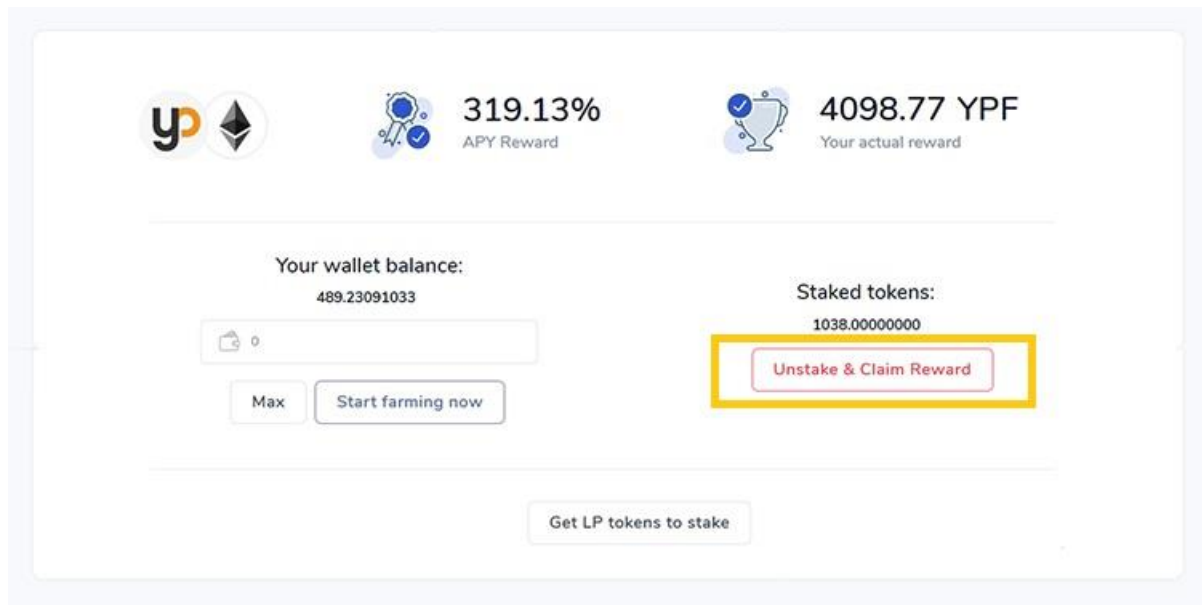 yp
319.13%
APY Reward
4098.77 YPF
Your actual reward
Your wallet balance:
489.23091033
0
Max
Start farming now
Staked tokens:
1038.00000000
Unstake & Claim Reward
Get LP tokens to stake